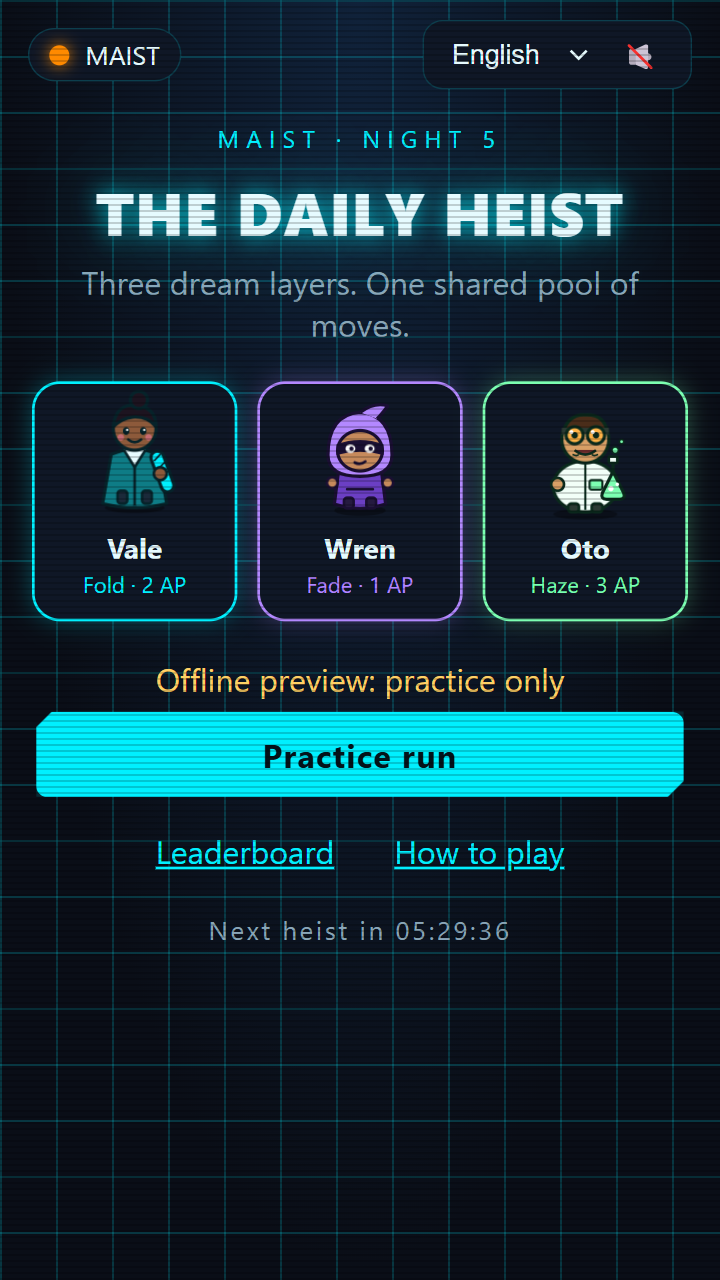 MAIST
English
MAIST · NIGHT 5
THE DAILY HEIST
Three dream layers. One shared pool of
moves.
Vale
Fold · 2 AP
Wren
Fade · 1 AP
Oto
Haze · 3 AP
Offline preview: practice only
Practice run
Leaderboard
How to play
Next heist in 05:29:36